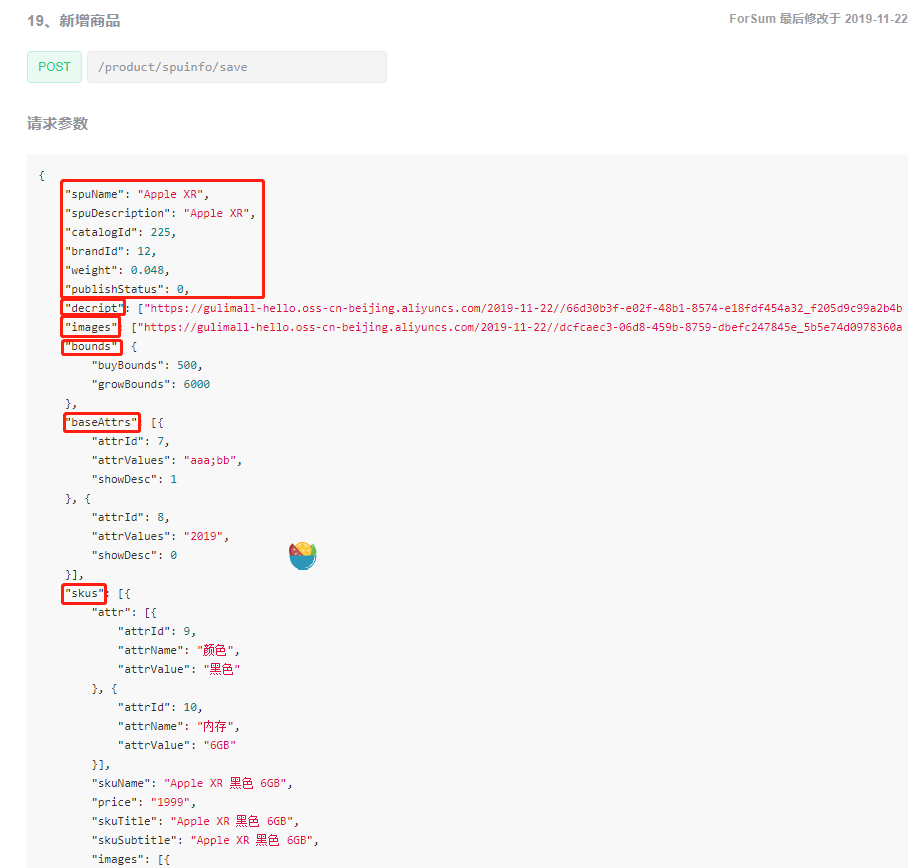 19、新增商品
ForSum 最后修改于 2019-11-22
POST /product/spuinfo/save
请求参数
{
"spuName": "Apple XR",
"spuDescription": "Apple XR",
"catalogId": 225,
"brandId": 12,
"weight": 0.048,
"publishStatus": 0,
"decript": ["https://gulimall-hello.oss-cn-beijing.aliyuncs.com/2019-11-22//66d30b3f-e02f-48b1-8574-e18fdf454a32_f205d9c99a2b4b
"images": ["https://gulimall-hello.oss-cn-beijing.aliyuncs.com/2019-11-22//dcfcaec3-06d8-459b-8759-dbefc247845e_5b5e74d0978360a
"bounds": {
"buyBounds": 500,
"growBounds": 6000
},
"baseAttrs": [{
"attrId": 7,
"attrValues": "aaa;bb",
"showDesc": 1
}, {
"attrId": 8,
"attrValues": "2019",
"showDesc": 0
}],
"skus": [{
"attr": [{
"attrId": 9,
"attrName": "颜色",
"attrValue": "黑色"
}, {
"attrId": 10,
"attrName": "内存",
"attrValue": "6GB"
}],
"skuName": "Apple XR 黑色 6GB",
"price": "1999",
"skuTitle": "Apple XR 黑色 6GB",
"skuSubtitle": "Apple XR 黑色 6GB",
"images": [{